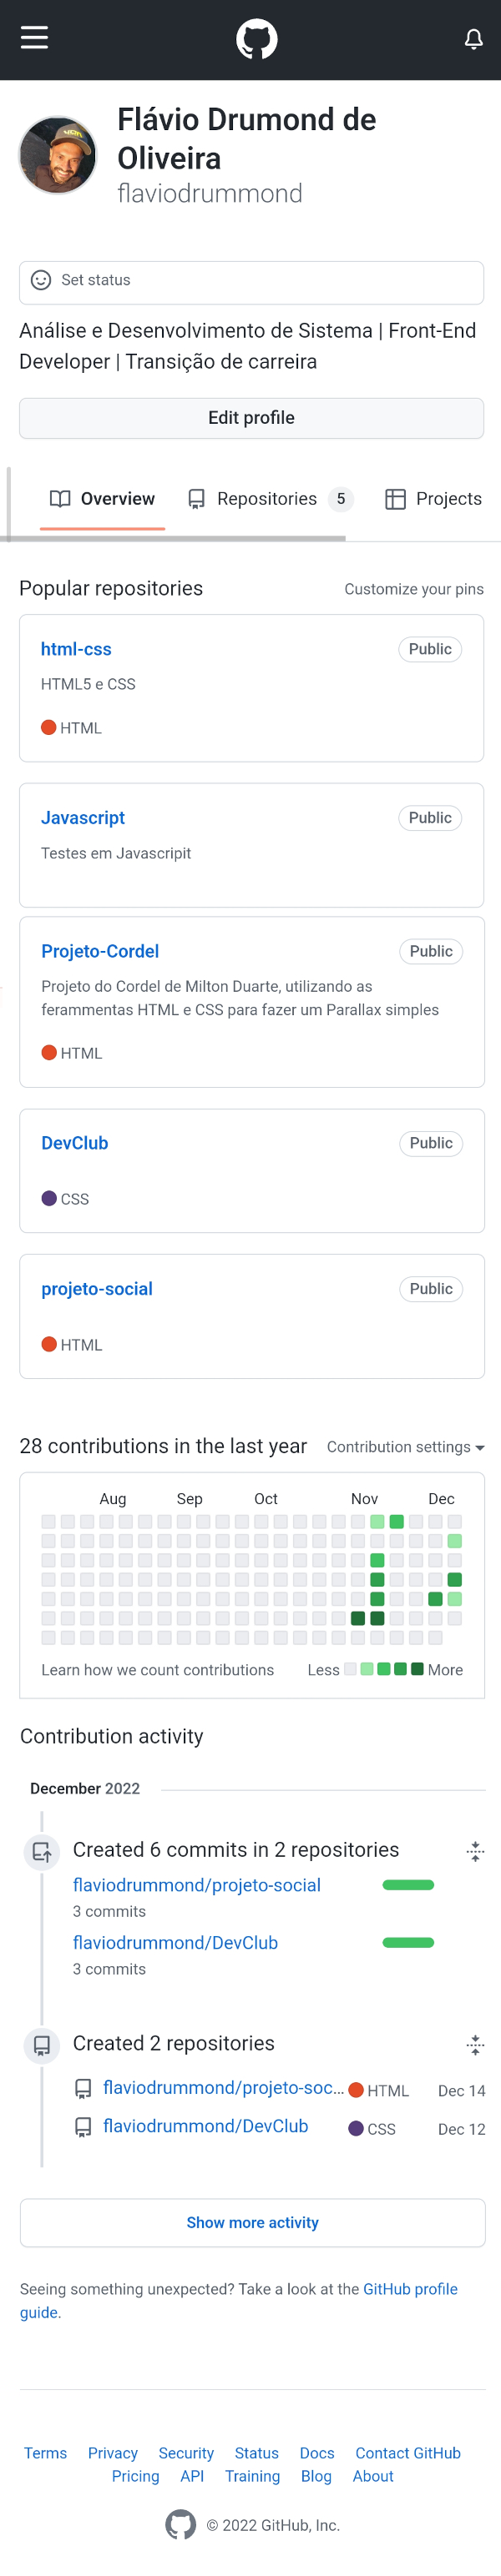 Flávio Drumond de
Oliveira
flaviodrummond
Set status
Análise e Desenvolvimento de Sistema | Front-End
Developer | Transição de carreira
Edit profile
Overview Repositories 5 Projects
Popular repositories Customize your pins
html-css Public
HTML5 e CSS
HTML
Javascript Public
Testes em Javascripit
Projeto-Cordel Public
Projeto do Cordel de Milton Duarte, utilizando as
ferammentas HTML e CSS para fazer um Parallax simples
HTML
DevClub Public
CSS
projeto-social Public
HTML
28 contributions in the last year Contribution settings
Aug Sep Oct Nov Dec
Learn how we count contributions Less More
Contribution activity
December 2022
Created 6 commits in 2 repositories
flaviodrummond/projeto-social
3 commits
flaviodrummond/DevClub
3 commits
Created 2 repositories
flaviodrummond/projeto-soc... HTML Dec 14
flaviodrummond/DevClub CSS Dec 12
Show more activity
Seeing something unexpected? Take a look at the GitHub profile
guide.
Terms Privacy Security Status Docs Contact GitHub
Pricing API Training Blog About
© 2022 GitHub, Inc.